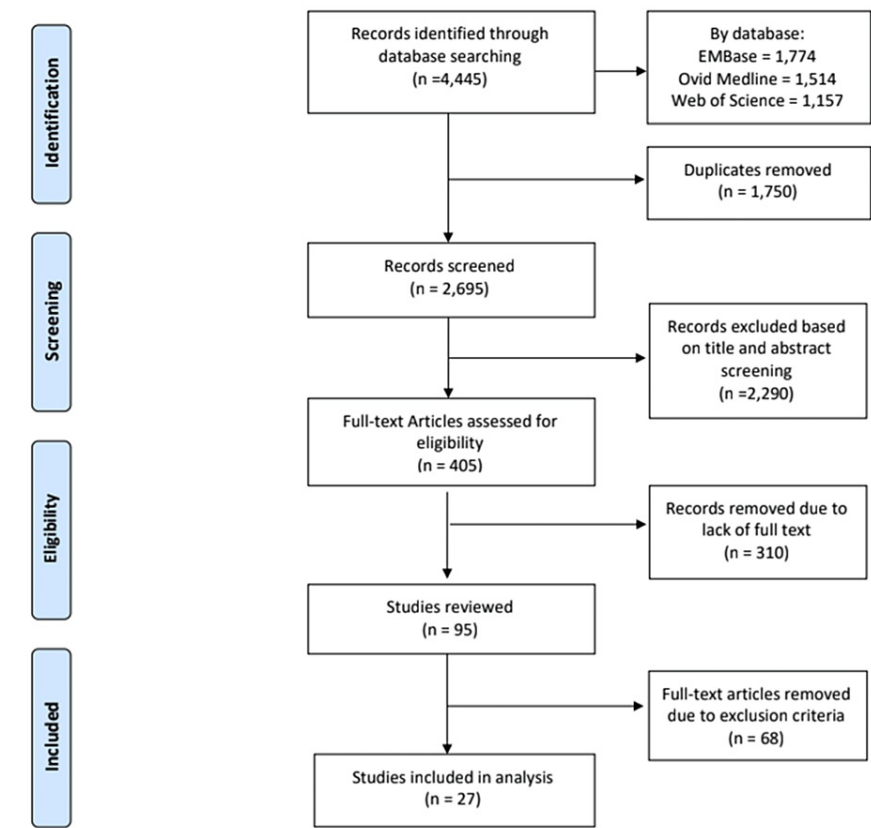 Identification
Records identified through
database searching
(n =4,445)
By database:
EMBase = 1,774
Ovid Medline = 1,514
Web of Science = 1,157
Duplicates removed
(n = 1,750)
Screening
Records screened
(n = 2,695)
Records excluded based
on title and abstract
screening
(n =2,290)
Full-text Articles assessed for
eligibility
(n = 405)
Eligibility
Records removed due to
lack of full text
(n = 310)
Studies reviewed
(n = 95)
Included
Full-text articles removed
due to exclusion criteria
(n = 68)
Studies included in analysis
(n = 27)